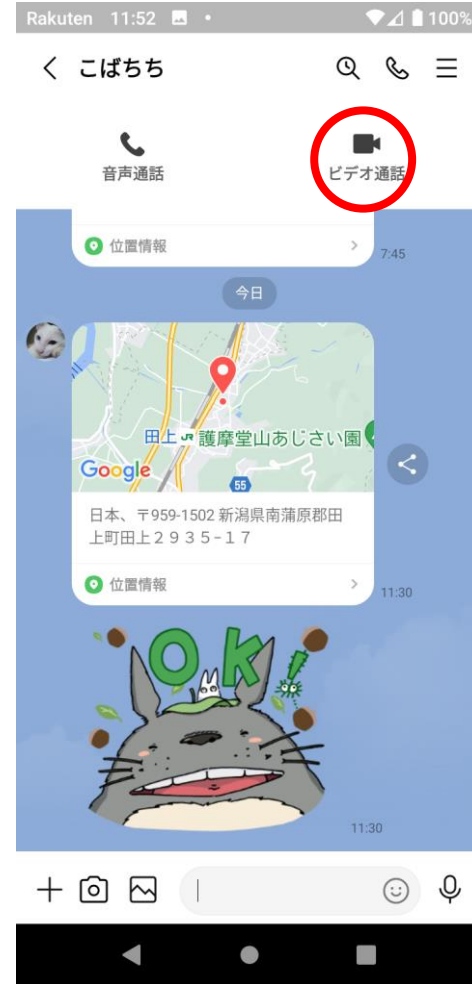 Rakuten 11:52 100%
こばちち
音声通話
ビデオ通話
位置情報
7:45
今日
田上 JR 護摩堂山あじさい園
Google
55
日本、〒959-1502 新潟県南蒲原郡田
上町田上２９３５−１７
位置情報
11:30
OK!
11:30